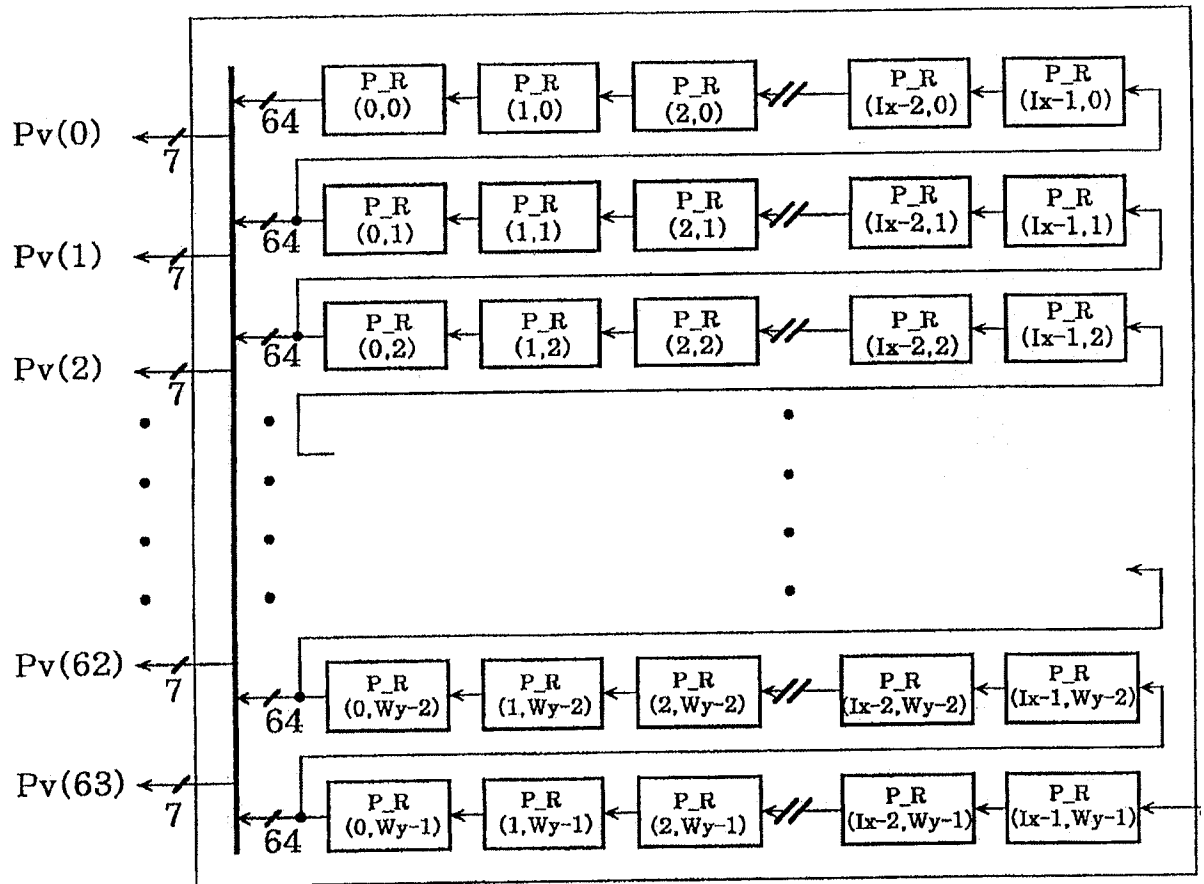 P_R P_R P_R P_R P_R
(0,0) (1,0) (2,0) (Ix-2,0) (Ix-1,0)
64
Pv(0)
7
P_R P_R P_R P_R P_R
(0,1) (1,1) (2,1) (Ix-2,1) (Ix-1,1)
64
Pv(1)
7
P_R P_R P_R P_R P_R
(0,2) (1,2) (2,2) (Ix-2,2) (Ix-1,2)
64
Pv(2)
7
Pv(62)
7
P_R P_R P_R P_R P_R
(0,Wy-2) (1,Wy-2) (2,Wy-2) (Ix-2,Wy-2) (Ix-1,Wy-2)
64
Pv(63)
7
P_R P_R P_R P_R P_R
(0,Wy-1) (1,Wy-1) (2,Wy-1) (Ix-2,Wy-1) (Ix-1,Wy-1)
64